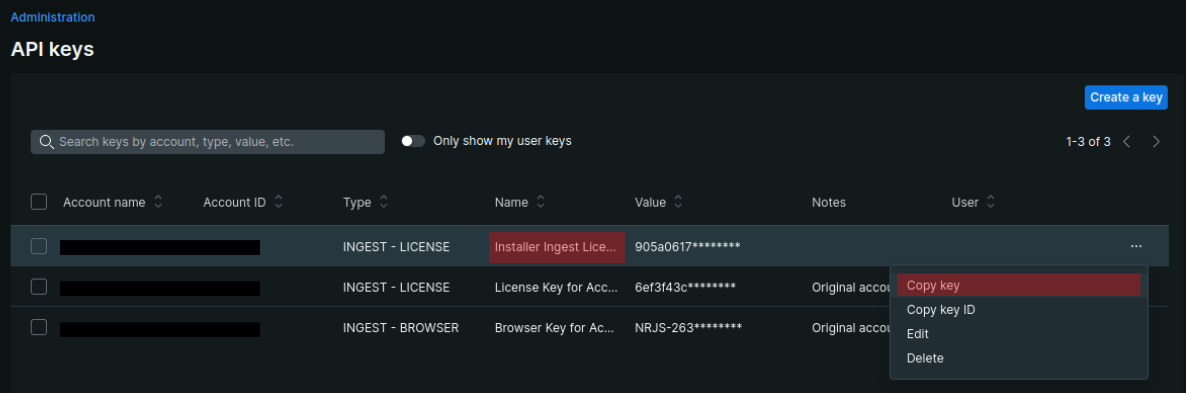 Administration
API keys
Create a key
Search keys by account, type, value, etc.
Only show my user keys
1-3 of 3
Account name Account ID Type Name Value Notes User
INGEST - LICENSE Installer Ingest Lice... 905a0617******** ...
INGEST - LICENSE License Key for Acc... 6ef3f43c******** Original accou
INGEST - BROWSER Browser Key for Ac... NRJS-263******** Original accou
Copy key
Copy key ID
Edit
Delete